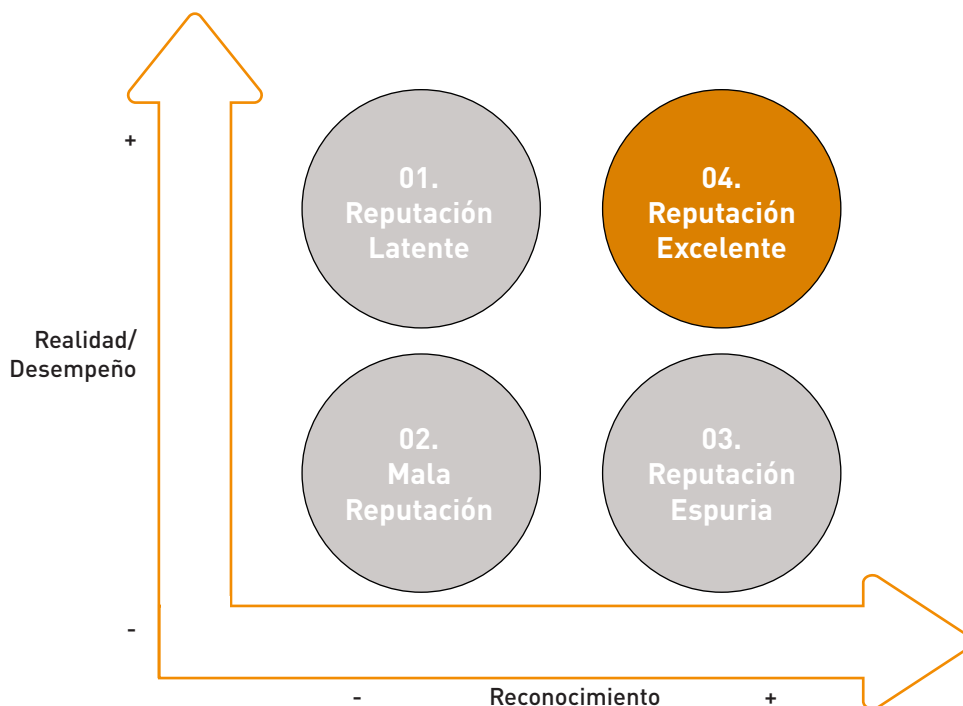 +
01.
Reputación
Latente
04.
Reputación
Excelente
Realidad/
Desempeño
02.
Mala
Reputación
03.
Reputación
Espuria
-
- Reconocimiento +